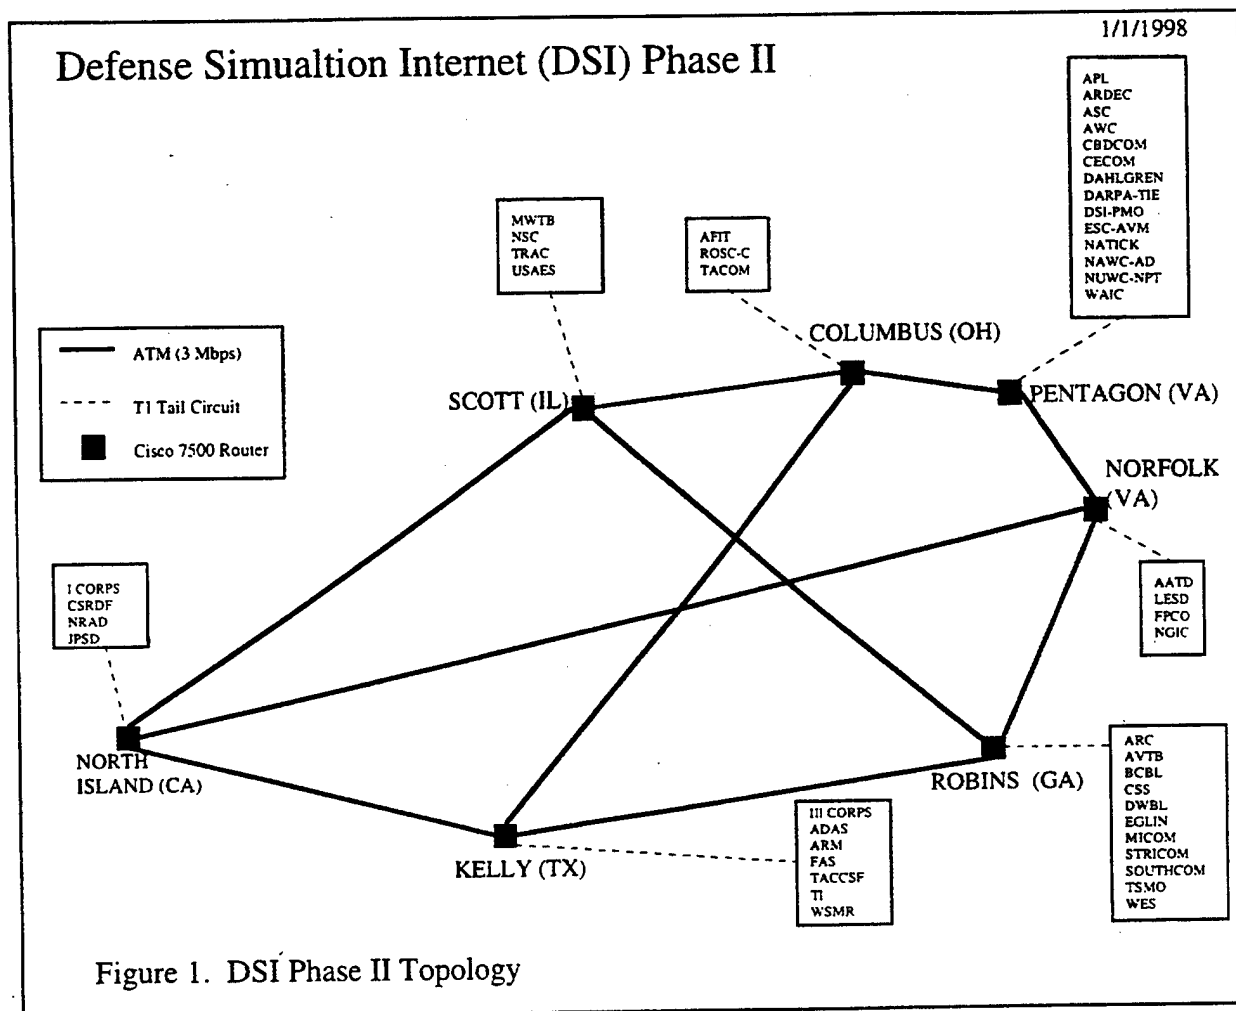 1/1/1998
Defense Simualtion Internet (DSI) Phase II
APL
ARDEC
ASC
AWC
CBDCOM
CECOM
DAHLGREN
DARPA-TIE
DSI-PMO
ESC-AVM
NATICK
NAWC-AD
NUWC-NPT
WAIC
MWTB
NSC
TRAC
USAES
AFIT
ROSC-C
TACOM
COLUMBUS (OH)
ATM (3 Mbps)
T1 Tail Circuit
Cisco 7500 Router
SCOTT (IL)
PENTAGON (VA)
NORFOLK
(VA)
I CORPS
CSRDF
NRAD
JPSD
AATD
LESD
FPCO
NGIC
NORTH
ISLAND (CA)
ROBINS (GA)
ARC
AVTB
BCBL
CSS
DWBL
EGLIN
MICOM
STRICOM
SOUTHCOM
TSMO
WES
KELLY (TX)
III CORPS
ADAS
ARM
FAS
TACCSF
TI
WSMR
Figure 1. DSI Phase II Topology